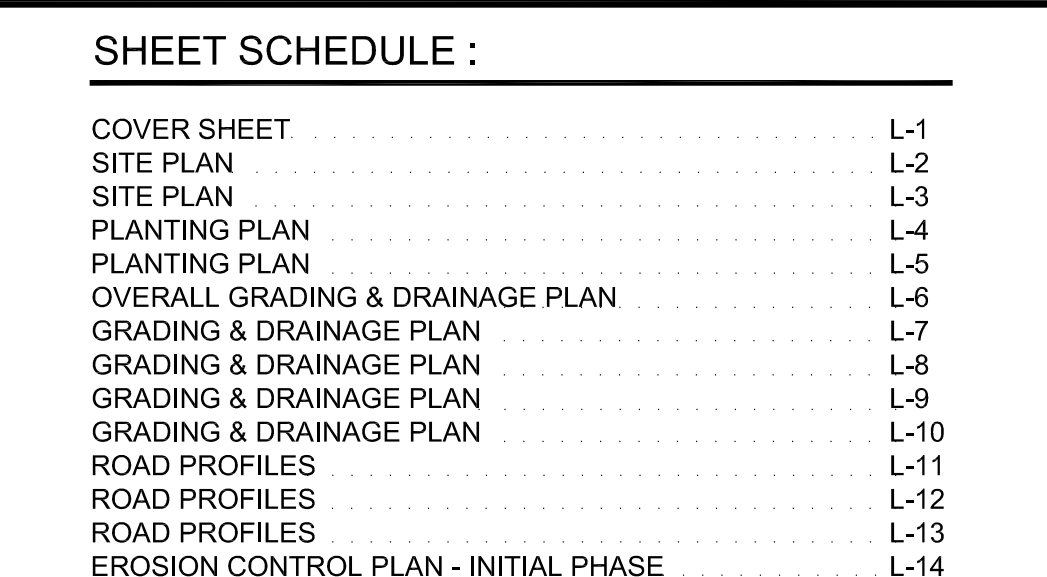 SHEET SCHEDULE :
COVER SHEET L-1
SITE PLAN L-2
SITE PLAN L-3
PLANTING PLAN L-4
PLANTING PLAN L-5
OVERALL GRADING & DRAINAGE PLAN L-6
GRADING & DRAINAGE PLAN L-7
GRADING & DRAINAGE PLAN L-8
GRADING & DRAINAGE PLAN L-9
GRADING & DRAINAGE PLAN L-10
ROAD PROFILES L-11
ROAD PROFILES L-12
ROAD PROFILES L-13
EROSION CONTROL PLAN - INITIAL PHASE L-14